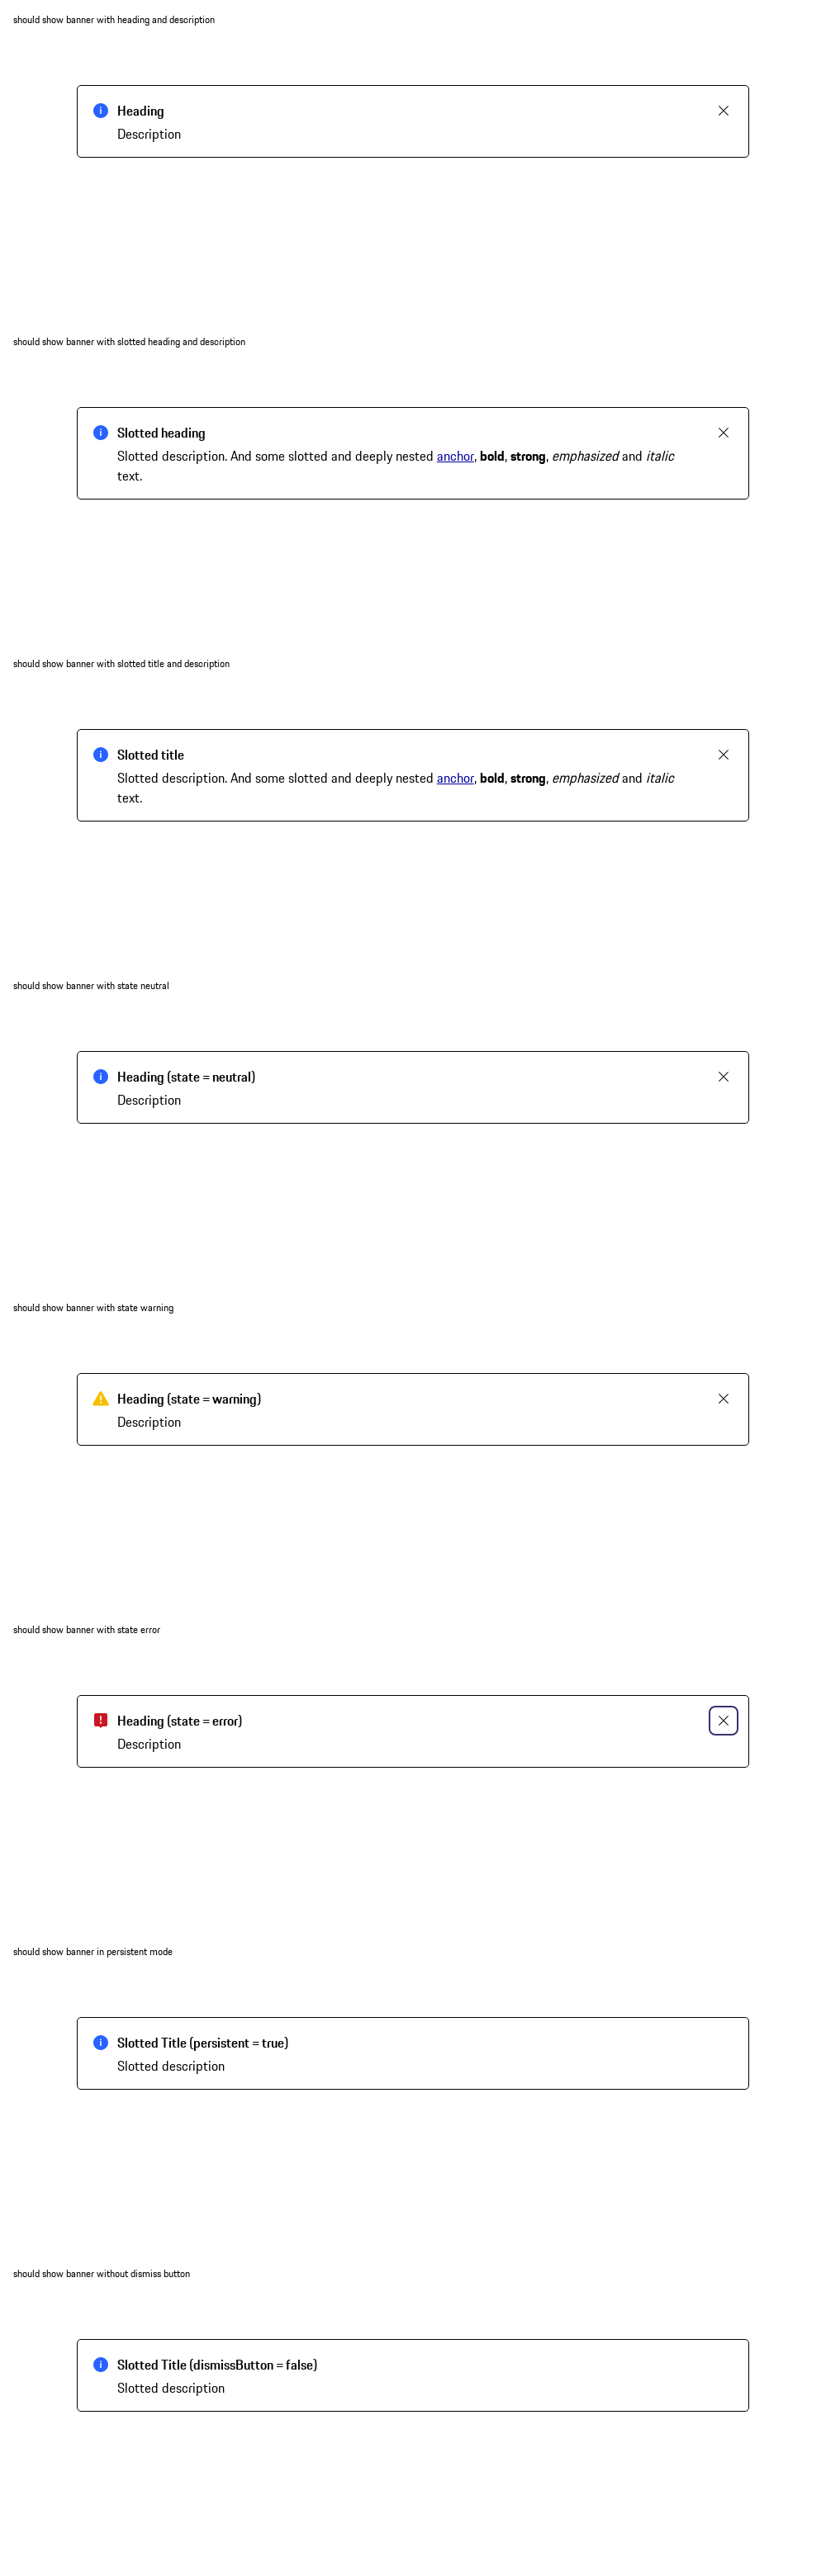 should show banner with heading and description
Heading
Description
should show banner with slotted heading and description
Slotted heading
Slotted description. And some slotted and deeply nested anchor, bold, strong, emphasized and italic
text.
should show banner with slotted title and description
Slotted title
Slotted description. And some slotted and deeply nested anchor, bold, strong, emphasized and italic
text.
should show banner with state neutral
Heading (state = neutral)
Description
should show banner with state warning
Heading (state = warning)
Description
should show banner with state error
Heading (state = error)
Description
should show banner in persistent mode
Slotted Title (persistent = true)
Slotted description
should show banner without dismiss button
Slotted Title (dismissButton = false)
Slotted description